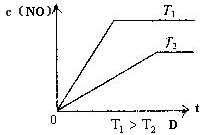 c (NO)
T₁
T₂
0
t
T₁ > T₂ D